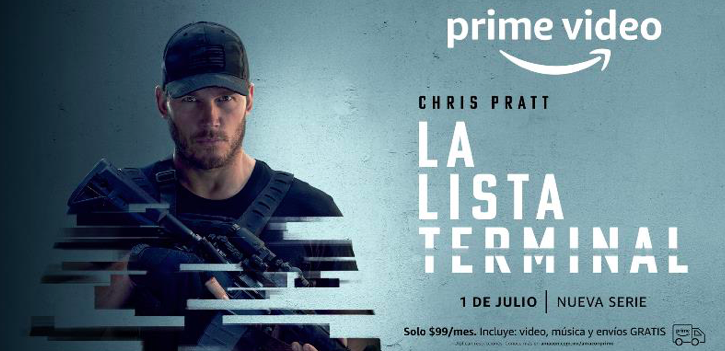 prime video
CHRIS PRATT
LA
LISTA
TERMINAL
1 DE JULIO | NUEVA SERIE
Solo $99/mes. Incluye: video, música y envíos GRATIS
prime